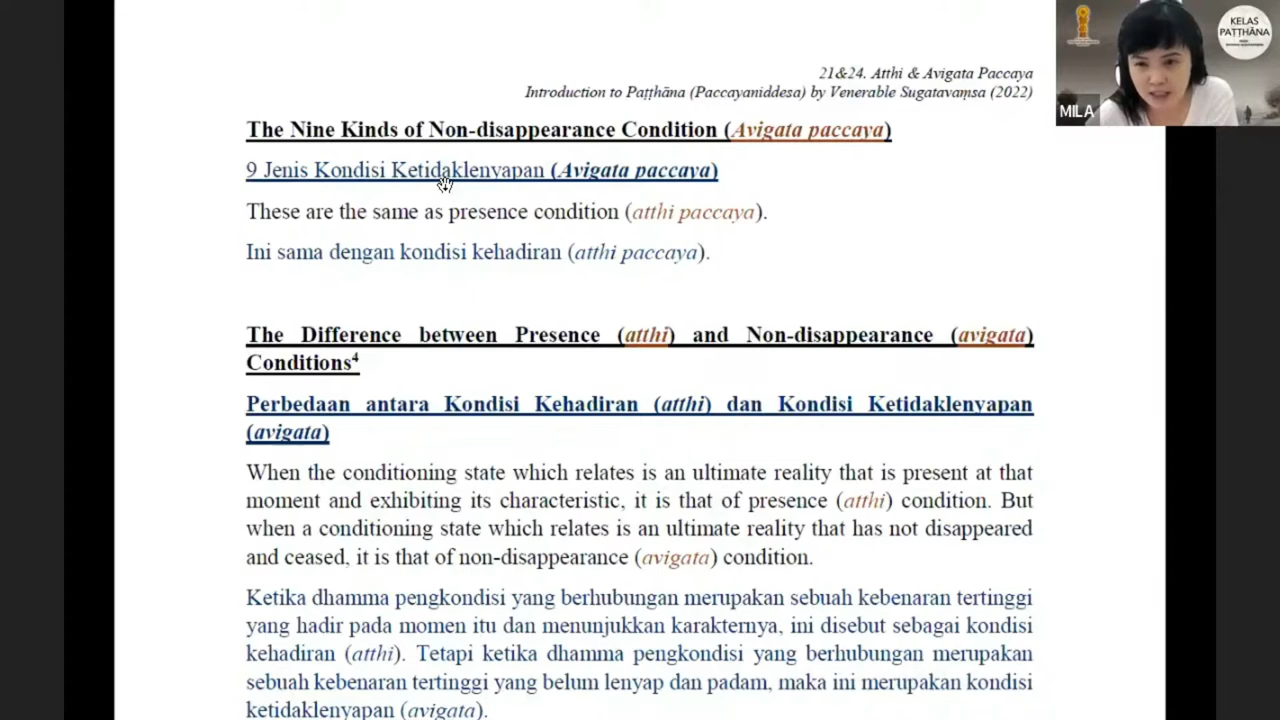 21&24. Atthi & Avigata Paccaya
Introduction to Paṭṭhāna (Paccayaniddesa) by Venerable Sugatavaṃsa (2022)
KELAS
PAṬṬHĀNA
MILA
The Nine Kinds of Non-disappearance Condition (Avigata paccaya)
9 Jenis Kondisi Ketidaklenyapan (Avigata paccaya)
These are the same as presence condition (atthi paccaya).
Ini sama dengan kondisi kehadiran (atthi paccaya).
The Difference between Presence (atthi) and Non-disappearance (avigata)
Conditions⁴
Perbedaan antara Kondisi Kehadiran (atthi) dan Kondisi Ketidaklenyapan
(avigata)
When the conditioning state which relates is an ultimate reality that is present at that
moment and exhibiting its characteristic, it is that of presence (atthi) condition. But
when a conditioning state which relates is an ultimate reality that has not disappeared
and ceased, it is that of non-disappearance (avigata) condition.
Ketika dhamma pengkondisi yang berhubungan merupakan sebuah kebenaran tertinggi
yang hadir pada momen itu dan menunjukkan karakternya, ini disebut sebagai kondisi
kehadiran (atthi). Tetapi ketika dhamma pengkondisi yang berhubungan merupakan
sebuah kebenaran tertinggi yang belum lenyap dan padam, maka ini merupakan kondisi
ketidaklenyapan (avigata).